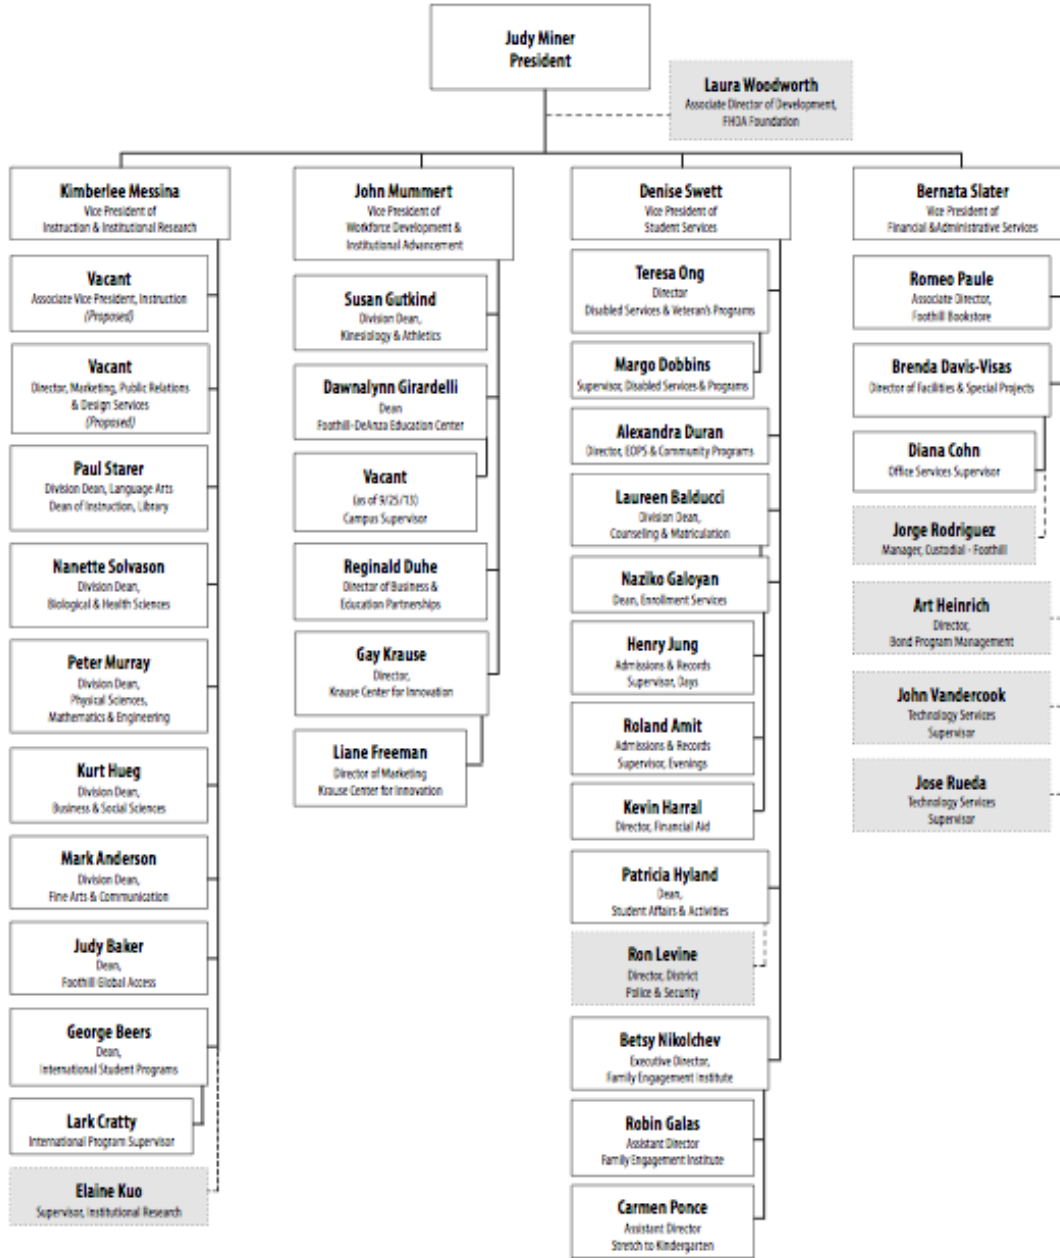 Judy Miner
President
Laura Woodworth
Associate Director of Development,
FHDA Foundation
Kimberlee Messina
Vice President of
Instruction & Institutional Research
Vacant
Associate Vice President, Instruction
(Proposed)
Vacant
Director, Marketing, Public Relations
& Design Services
(Proposed)
Paul Starer
Division Dean, Language Arts
Dean of Instruction, Library
Nanette Solvason
Division Dean,
Biological & Health Sciences
Peter Murray
Division Dean,
Physical Sciences,
Mathematics & Engineering
Kurt Hueg
Division Dean,
Business & Social Sciences
Mark Anderson
Division Dean,
Fine Arts & Communication
Judy Baker
Dean,
Foothill Global Access
George Beers
Dean,
International Student Programs
Lark Cratty
International Program Supervisor
Elaine Kuo
Supervisor, Institutional Research
John Mummert
Vice President of
Workforce Development &
Institutional Advancement
Susan Gutkind
Division Dean,
Kinesiology & Athletics
Dawnalynn Girardelli
Dean
Foothill-DeAnza Education Center
Vacant
(as of 9/25/13)
Campus Supervisor
Reginald Duhe
Director of Business &
Education Partnerships
Gay Krause
Director,
Krause Center for Innovation
Liane Freeman
Director of Marketing
Krause Center for Innovation
Denise Swett
Vice President of
Student Services
Teresa Ong
Director
Disabled Services & Veteran's Programs
Margo Dobbins
Supervisor, Disabled Services & Programs
Alexandra Duran
Director, EOPS & Community Programs
Laureen Balducci
Division Dean,
Counseling & Matriculation
Naziko Galoyan
Dean, Enrollment Services
Henry Jung
Admissions & Records
Supervisor, Days
Roland Amit
Admissions & Records
Supervisor, Evenings
Kevin Harral
Director, Financial Aid
Patricia Hyland
Dean,
Student Affairs & Activities
Ron Levine
Director, District
Police & Security
Betsy Nikolchev
Executive Director,
Family Engagement Institute
Robin Galas
Assistant Director
Family Engagement Institute
Carmen Ponce
Assistant Director
Stretch to Kindergarten
Bernata Slater
Vice President of
Financial &Administrative Services
Romeo Paule
Associate Director,
Foothill Bookstore
Brenda Davis-Visas
Director of Facilities & Special Projects
Diana Cohn
Office Services Supervisor
Jorge Rodriguez
Manager, Custodial - Foothill
Art Heinrich
Director,
Bond Program Management
John Vandercook
Technology Services
Supervisor
Jose Rueda
Technology Services
Supervisor